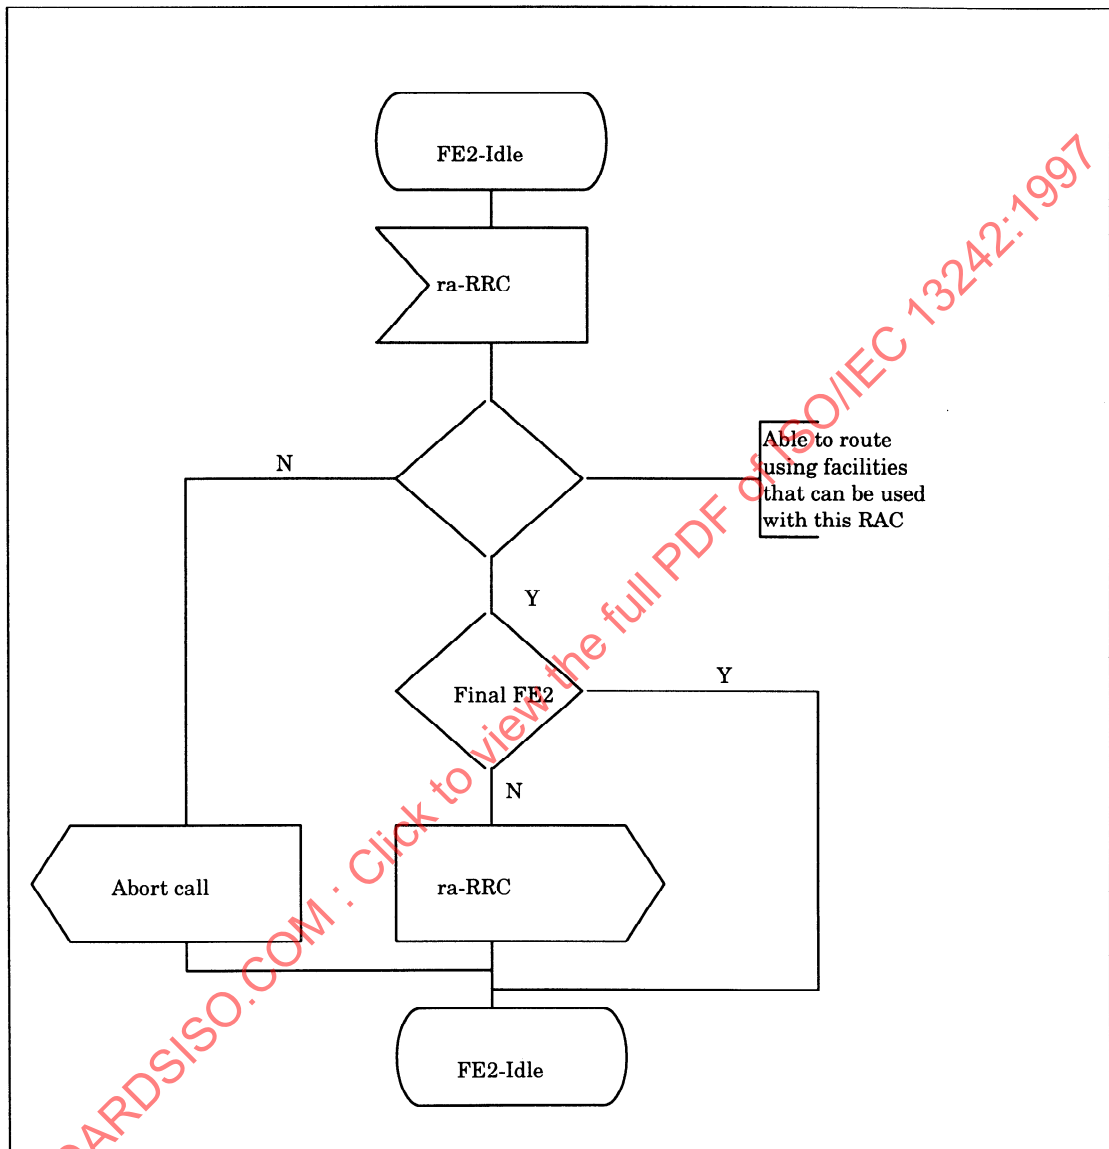 FE2-Idle
ra-RRC
Able to route
using facilities
that can be used
with this RAC
N
Y
Final FE2
Y
N
Abort call
ra-RRC
FE2-Idle
DARDSISO.COM : Click to view the full PDF of ISO/IEC 13242:1997